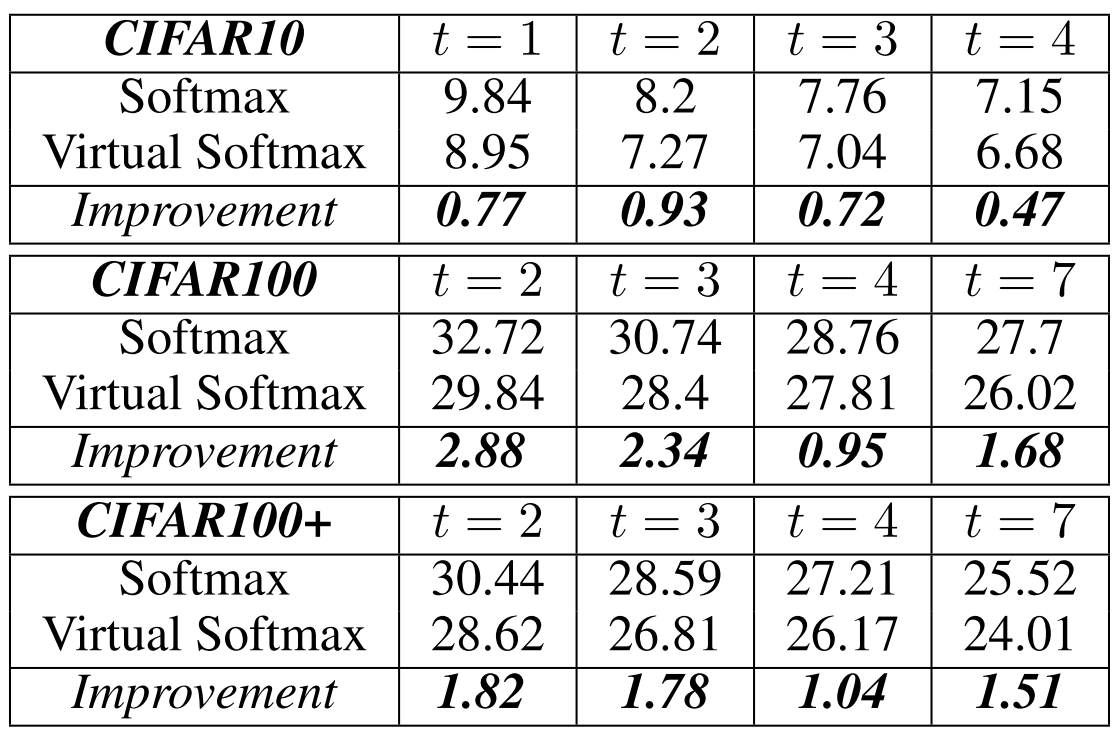 CIFAR10 t = 1 t = 2 t = 3 t = 4
Softmax 9.84 8.2 7.76 7.15
Virtual Softmax 8.95 7.27 7.04 6.68
Improvement 0.77 0.93 0.72 0.47
CIFAR100 t = 2 t = 3 t = 4 t = 7
Softmax 32.72 30.74 28.76 27.7
Virtual Softmax 29.84 28.4 27.81 26.02
Improvement 2.88 2.34 0.95 1.68
CIFAR100+ t = 2 t = 3 t = 4 t = 7
Softmax 30.44 28.59 27.21 25.52
Virtual Softmax 28.62 26.81 26.17 24.01
Improvement 1.82 1.78 1.04 1.51